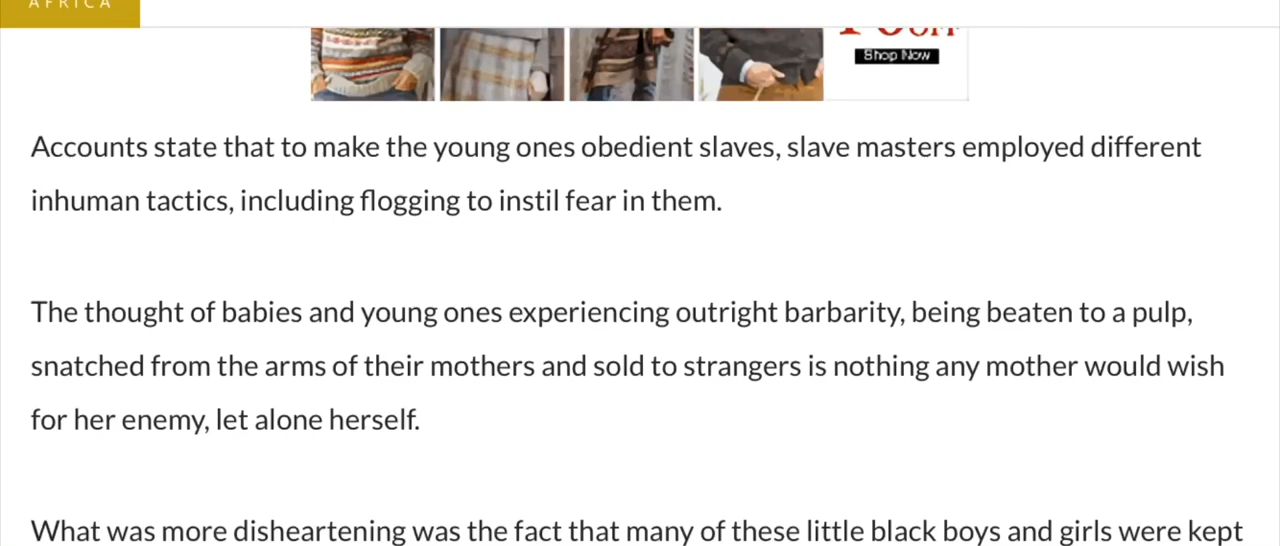 AFRICA
Shop Now
Accounts state that to make the young ones obedient slaves, slave masters employed different
inhuman tactics, including flogging to instil fear in them.
The thought of babies and young ones experiencing outright barbarity, being beaten to a pulp,
snatched from the arms of their mothers and sold to strangers is nothing any mother would wish
for her enemy, let alone herself.
What was more disheartening was the fact that many of these little black boys and girls were kept